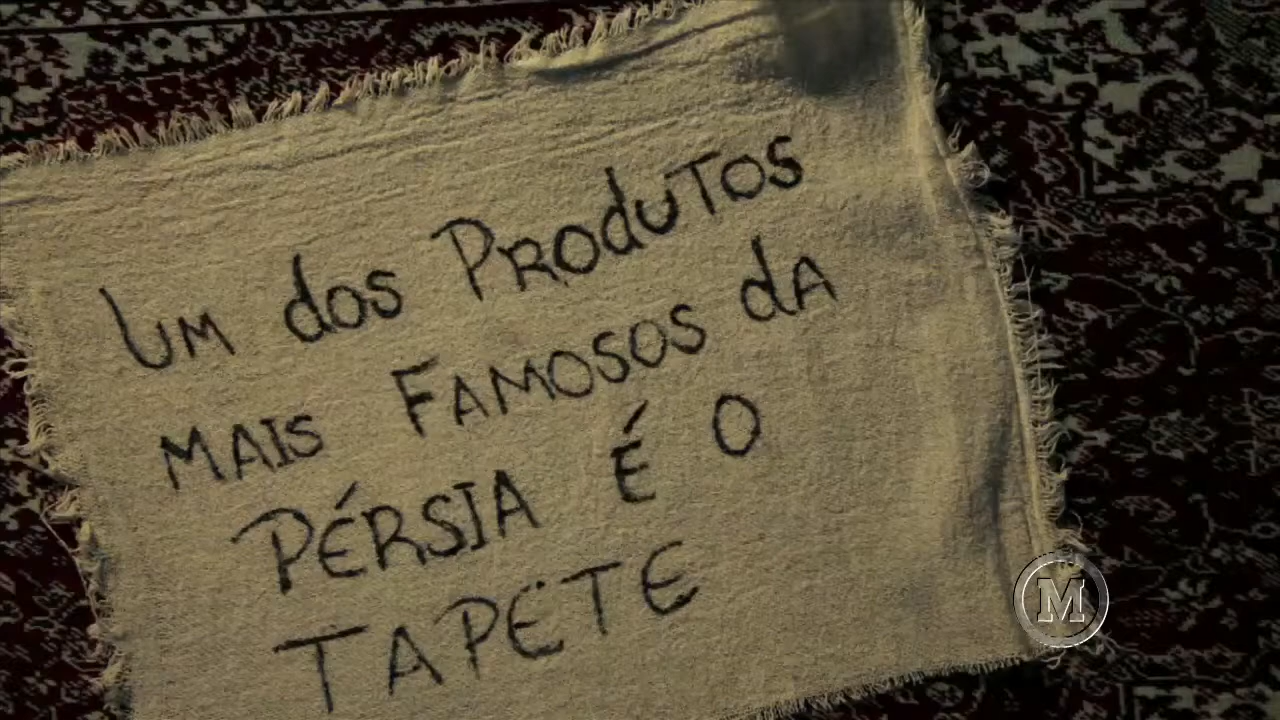 Um dos Produtos
mais Famosos da
Pérsia é o
Tapete
M